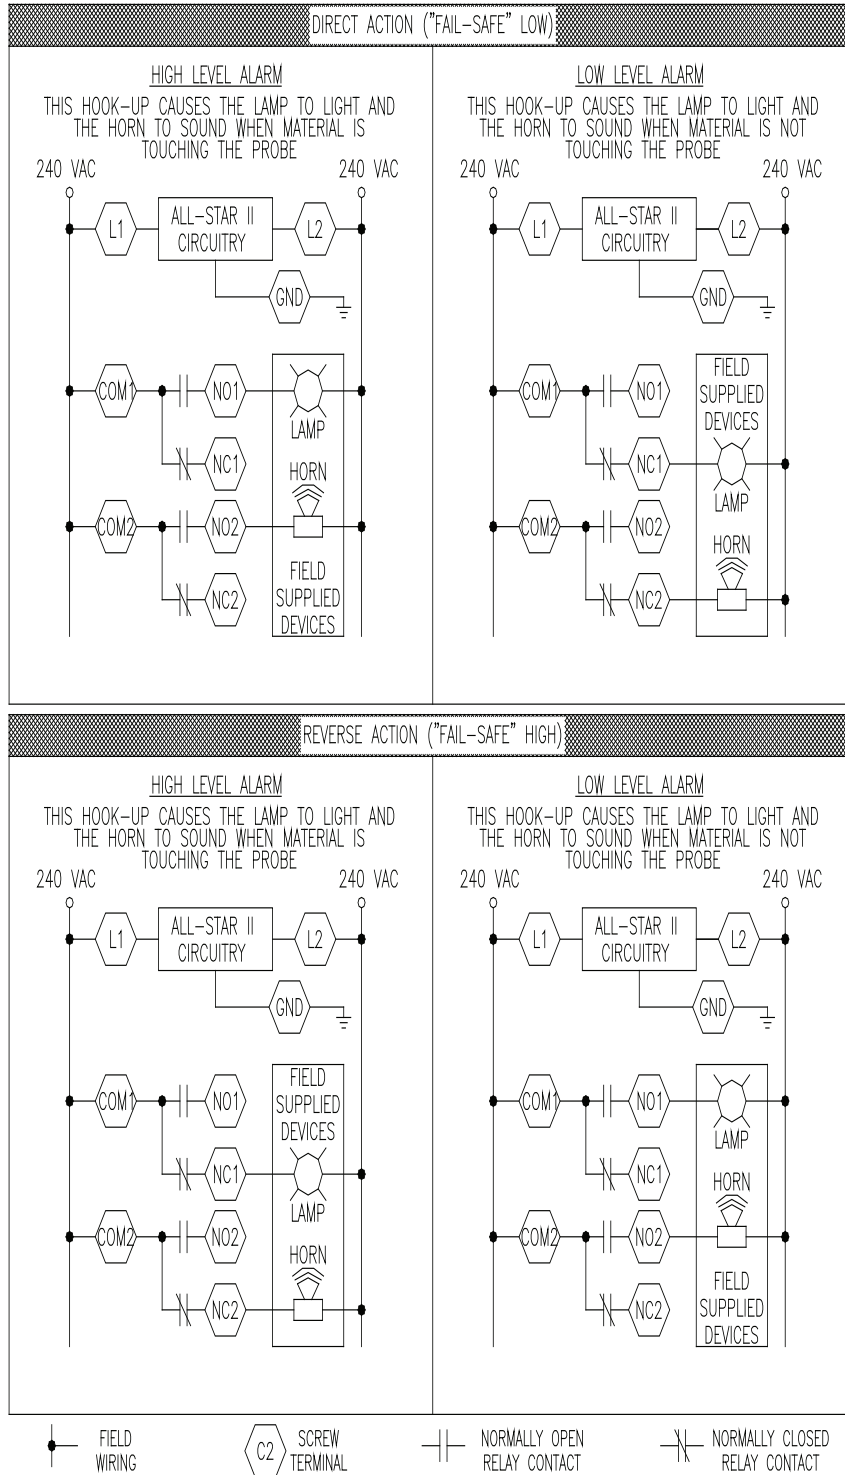 DIRECT ACTION ("FAIL-SAFE" LOW)
HIGH LEVEL ALARM
THIS HOOK-UP CAUSES THE LAMP TO LIGHT AND
THE HORN TO SOUND WHEN MATERIAL IS
TOUCHING THE PROBE
240 VAC
240 VAC
L1
ALL-STAR II
CIRCUITRY
L2
GND
COM1
NO1
LAMP
NC1
HORN
COM2
NO2
NC2
FIELD
SUPPLIED
DEVICES
LOW LEVEL ALARM
THIS HOOK-UP CAUSES THE LAMP TO LIGHT AND
THE HORN TO SOUND WHEN MATERIAL IS NOT
TOUCHING THE PROBE
240 VAC
240 VAC
L1
ALL-STAR II
CIRCUITRY
L2
GND
FIELD
SUPPLIED
DEVICES
COM1
NO1
NC1
LAMP
COM2
NO2
HORN
NC2
REVERSE ACTION ("FAIL-SAFE" HIGH)
HIGH LEVEL ALARM
THIS HOOK-UP CAUSES THE LAMP TO LIGHT AND
THE HORN TO SOUND WHEN MATERIAL IS
TOUCHING THE PROBE
240 VAC
240 VAC
L1
ALL-STAR II
CIRCUITRY
L2
GND
FIELD
SUPPLIED
DEVICES
COM1
NO1
NC1
LAMP
COM2
NO2
HORN
NC2
LOW LEVEL ALARM
THIS HOOK-UP CAUSES THE LAMP TO LIGHT AND
THE HORN TO SOUND WHEN MATERIAL IS NOT
TOUCHING THE PROBE
240 VAC
240 VAC
L1
ALL-STAR II
CIRCUITRY
L2
GND
COM1
NO1
LAMP
NC1
HORN
COM2
NO2
NC2
FIELD
SUPPLIED
DEVICES
FIELD
WIRING
C2
SCREW
TERMINAL
NORMALLY OPEN
RELAY CONTACT
NORMALLY CLOSED
RELAY CONTACT